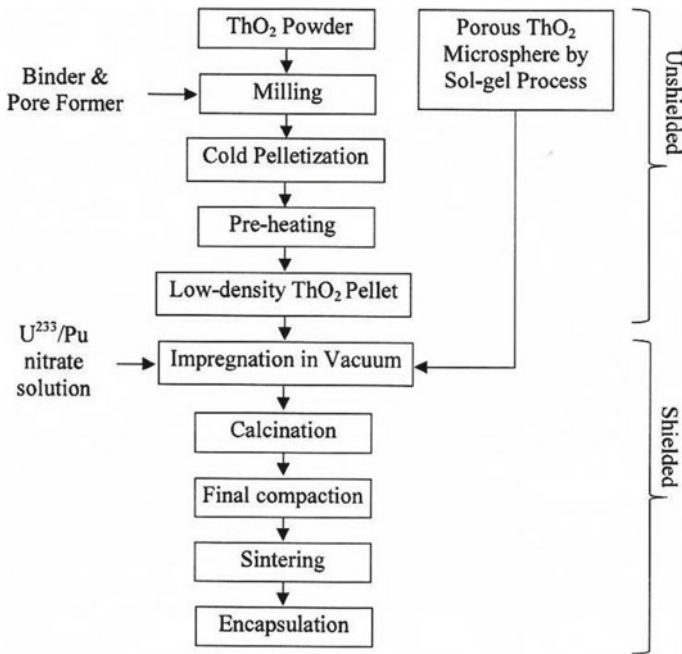 ThO₂ Powder
Porous ThO₂
Microsphere by
Sol-gel Process
Binder &
Pore Former
Milling
Cold Pelletization
Pre-heating
Low-density ThO₂ Pellet
Unshielded
U²³³/Pu
nitrate
solution
Impregnation in Vacuum
Calcination
Final compaction
Sintering
Encapsulation
Shielded